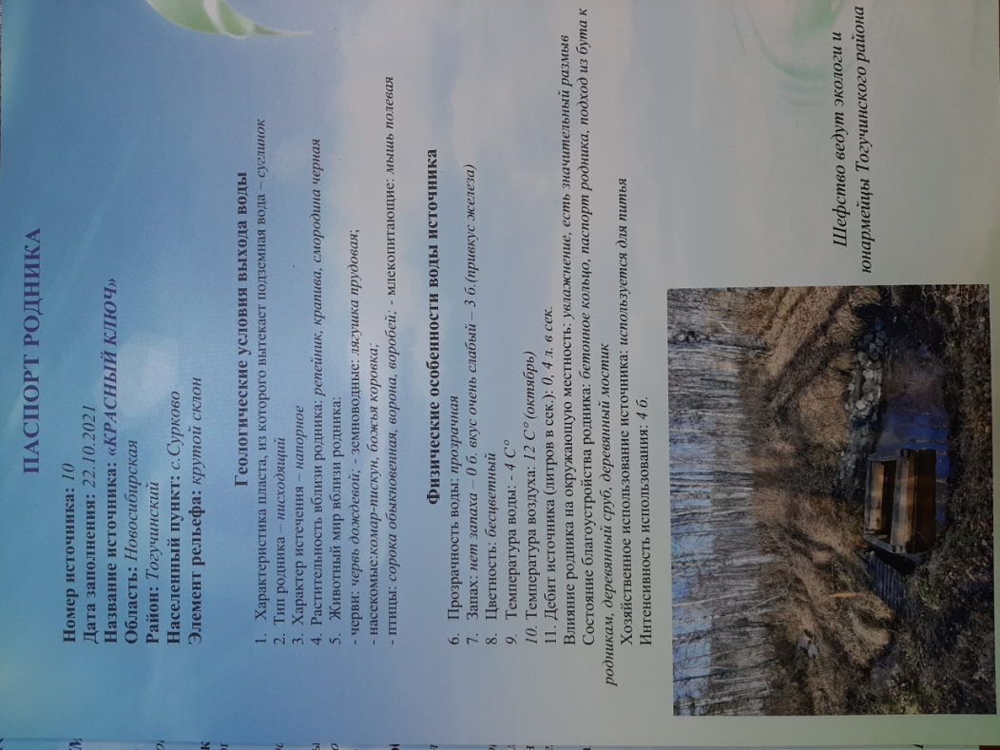 ПАСПОРТ РОДНИКА
Номер источника: 10
Дата заполнения: 22.10.2021
Название источника: «КРАСНЫЙ КЛЮЧ»
Область: Новосибирская
Район: Тогучинский
Населенный пункт: с.Сурково
Элемент рельефа: крутой склон
Геологические условия выхода воды
1. Характеристика пласта, из которого вытекает подземная вода – суглинок
2. Тип родника – нисходящий
3. Характер истечения – напорное
4. Растительность вблизи родника: репейник, крапива, смородина черная
5. Животный мир вблизи родника:
- черви: червь дождевой; - земноводные: лягушка прудовая;
- насекомые:комар-пискун, божья коровка;
- птицы: сорока обыкновенная, ворона, воробей; - млекопитающие: мышь полевая
Физические особенности воды источника
6. Прозрачность воды: прозрачная
7. Запах: нет запаха – 0 б. вкус очень слабый – 3 б.(привкус железа)
8. Цветность: бесцветный
9. Температура воды: - 4 С°
10. Температура воздуха: 12 С° (октябрь)
11. Дебит источника (литров в сек.): 0, 4 л. в сек.
Влияние родника на окружающую местность: увлажнение, есть значительный размыв
Состояние благоустройства родника: бетонное кольцо, паспорт родника, подход из бута к
родникам, деревянный сруб, деревянный мостик
Хозяйственное использование источника: используется для питья
Интенсивность использования: 4 б.
Шефство ведут экологи и
юнармейцы Тогучинского района